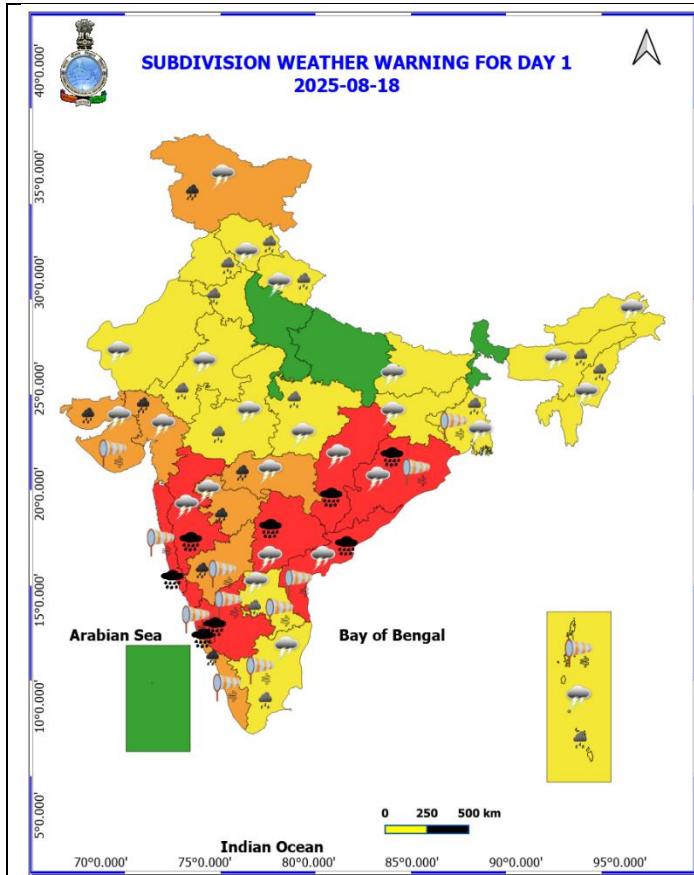 SUBDIVISION WEATHER WARNING FOR DAY 1
2025-08-18
40°0.000'
35°0.000'
30°0.000'
25°0.000'
20°0.000'
15°0.000'
10°0.000'
5°0.000'
Arabian Sea
Bay of Bengal
0 250 500 km
Indian Ocean
70°0.000' 75°0.000' 80°0.000' 85°0.000' 90°0.000' 95°0.000'